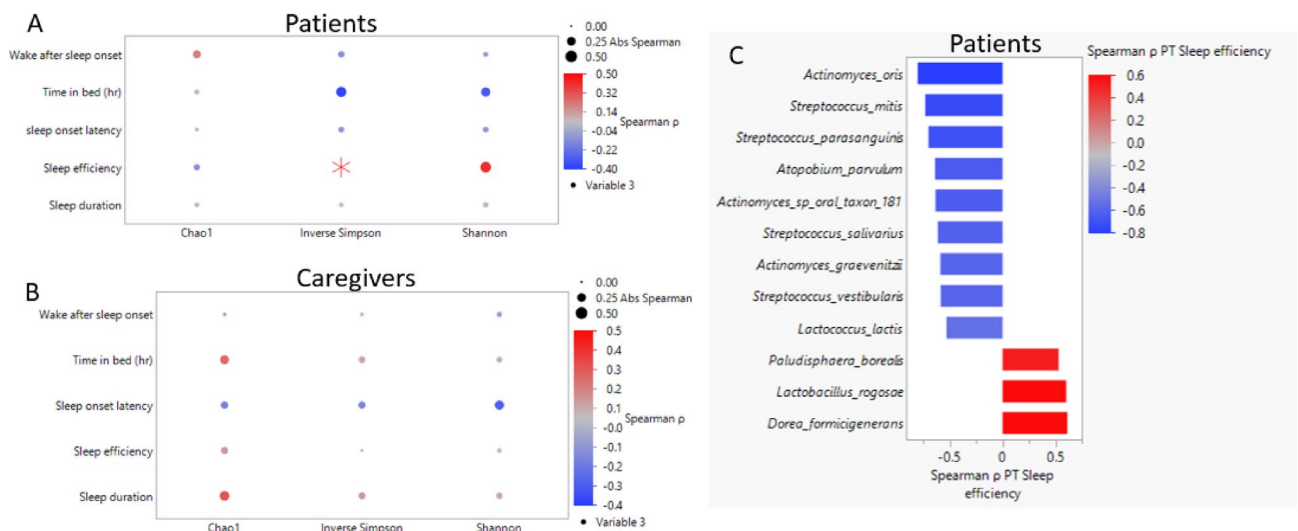 A
Patients
Wake after sleep onset
Time in bed (hr)
sleep onset latency
Sleep efficiency
Sleep duration
Chao1
Inverse Simpson
Shannon
0.00
0.25 Abs Spearman
0.50
0.50
0.32
0.14
-0.04
-0.22
-0.40
Spearman ρ
Variable 3
B
Caregivers
Wake after sleep onset
Time in bed (hr)
Sleep onset latency
Sleep efficiency
Sleep duration
Chao1
Inverse Simpson
Shannon
0.00
0.25 Abs Spearman
0.50
0.5
0.4
0.3
0.2
0.1
-0.0
-0.1
-0.2
-0.3
-0.4
Spearman ρ
Variable 3
C
Patients
Actinomyces_oris
Streptococcus_mitis
Streptococcus_parasanguinis
Atopobium_parvulum
Actinomyces_sp_oral_taxon_181
Streptococcus_salivarius
Actinomyces_graevenitzii
Streptococcus_vestibularis
Lactococcus_lactis
Paludisphaera_borealis
Lactobacillus_rogosae
Dorea_formicigenerans
-0.5
0
0.5
Spearman ρ PT Sleep
efficiency
Spearman ρ PT Sleep efficiency
0.6
0.4
0.2
0.0
-0.2
-0.4
-0.6
-0.8